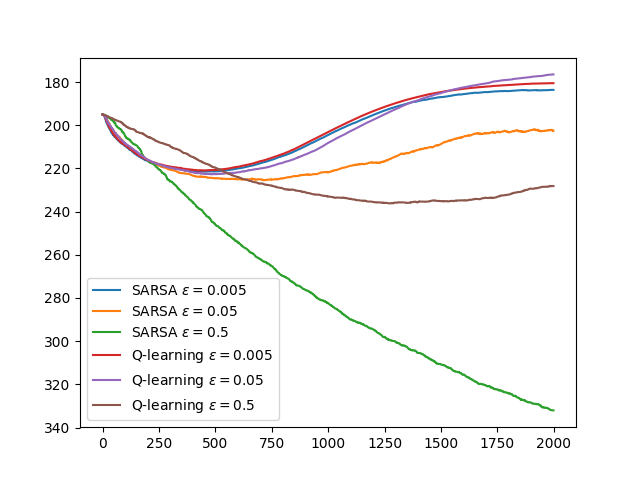 180
200
220
240
260
280
300
320
340
SARSA ε = 0.005
SARSA ε = 0.05
SARSA ε = 0.5
Q-learning ε = 0.005
Q-learning ε = 0.05
Q-learning ε = 0.5
0 250 500 750 1000 1250 1500 1750 2000